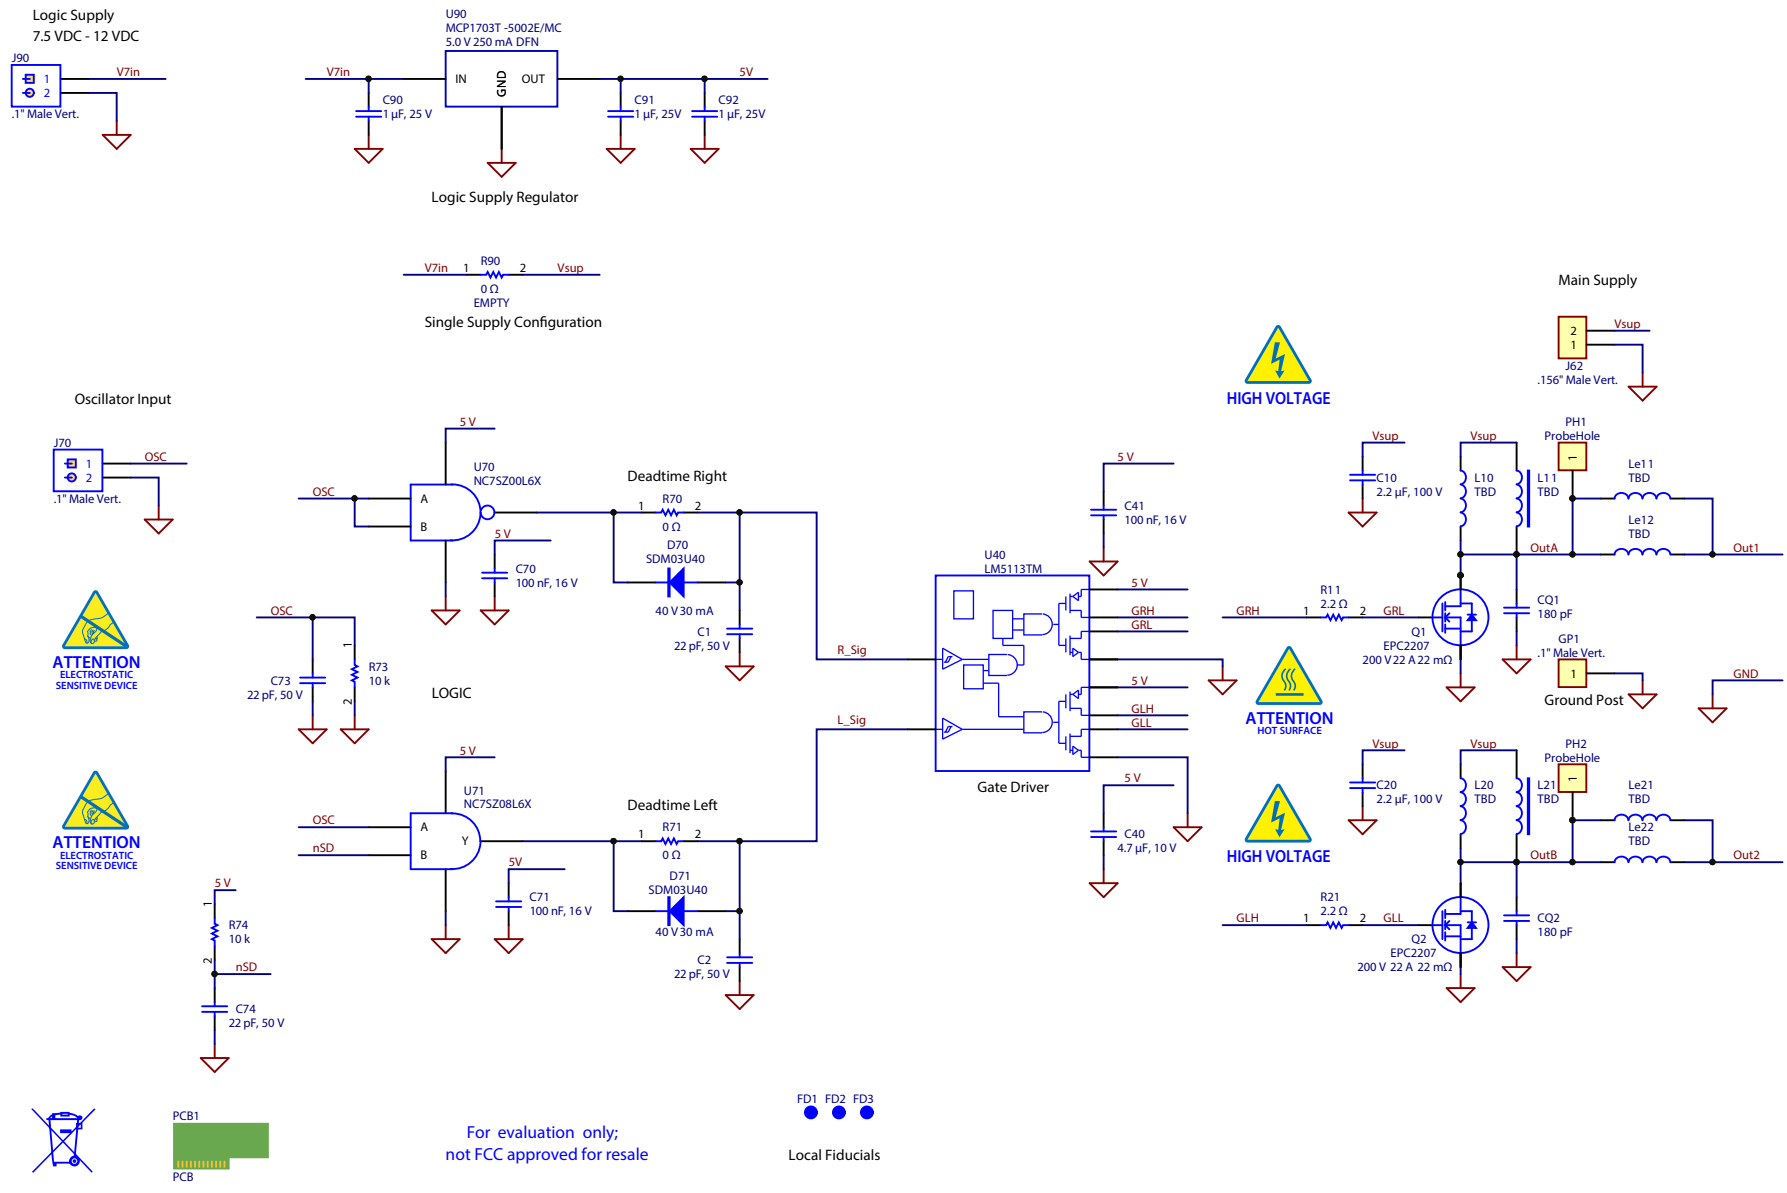 Logic Supply
7.5 VDC - 12 VDC
J90
1
2
V7in
.1" Male Vert.
U90
MCP1703T -5002E/MC
5.0 V 250 mA DFN
V7in
IN
GND
OUT
5V
C90
1 µF, 25 V
C91
1 µF, 25V
C92
1 µF, 25V
Logic Supply Regulator
V7in
1
R90
2
Vsup
0 Ω
EMPTY
Single Supply Configuration
Main Supply
2
1
Vsup
J62
.156" Male Vert.
HIGH VOLTAGE
Oscillator Input
J70
1
2
OSC
.1" Male Vert.
5 V
U70
NC7SZ00L6X
OSC
A
B
5 V
C70
100 nF, 16 V
Deadtime Right
1
R70
2
0 Ω
D70
SDM03U40
40 V 30 mA
C1
22 pF, 50 V
R_Sig
5 V
C41
100 nF, 16 V
U40
LM5113TM
5 V
GRH
GRL
5 V
GLH
GLL
Gate Driver
5 V
C40
4.7 µF, 10 V
Vsup
C10
2.2 µF, 100 V
Vsup
L10
TBD
L11
TBD
PH1
ProbeHole
1
Le11
TBD
Le12
TBD
OutA
Out1
GRH
1
R11
2.2 Ω
2
GRL
Q1
EPC2207
200 V 22 A 22 mΩ
CQ1
180 pF
GP1
.1" Male Vert.
1
Ground Post
GND
ATTENTION
HOT SURFACE
ATTENTION
ELECTROSTATIC
SENSITIVE DEVICE
OSC
C73
22 pF, 50 V
1
R73
10 k
2
LOGIC
L_Sig
5 V
U71
NC7SZ08L6X
OSC
A
nSD
B
Y
5V
C71
100 nF, 16 V
Deadtime Left
1
R71
2
0 Ω
D71
SDM03U40
40 V 30 mA
C2
22 pF, 50 V
ATTENTION
ELECTROSTATIC
SENSITIVE DEVICE
5 V
1
R74
10 k
2
nSD
C74
22 pF, 50 V
HIGH VOLTAGE
Vsup
C20
2.2 µF, 100 V
Vsup
L20
TBD
L21
TBD
PH2
ProbeHole
1
Le21
TBD
Le22
TBD
OutB
Out2
GLH
1
R21
2.2 Ω
2
GLL
Q2
EPC2207
200 V 22 A 22 mΩ
CQ2
180 pF
PCB1
PCB
For evaluation only;
not FCC approved for resale
FD1 FD2 FD3
Local Fiducials